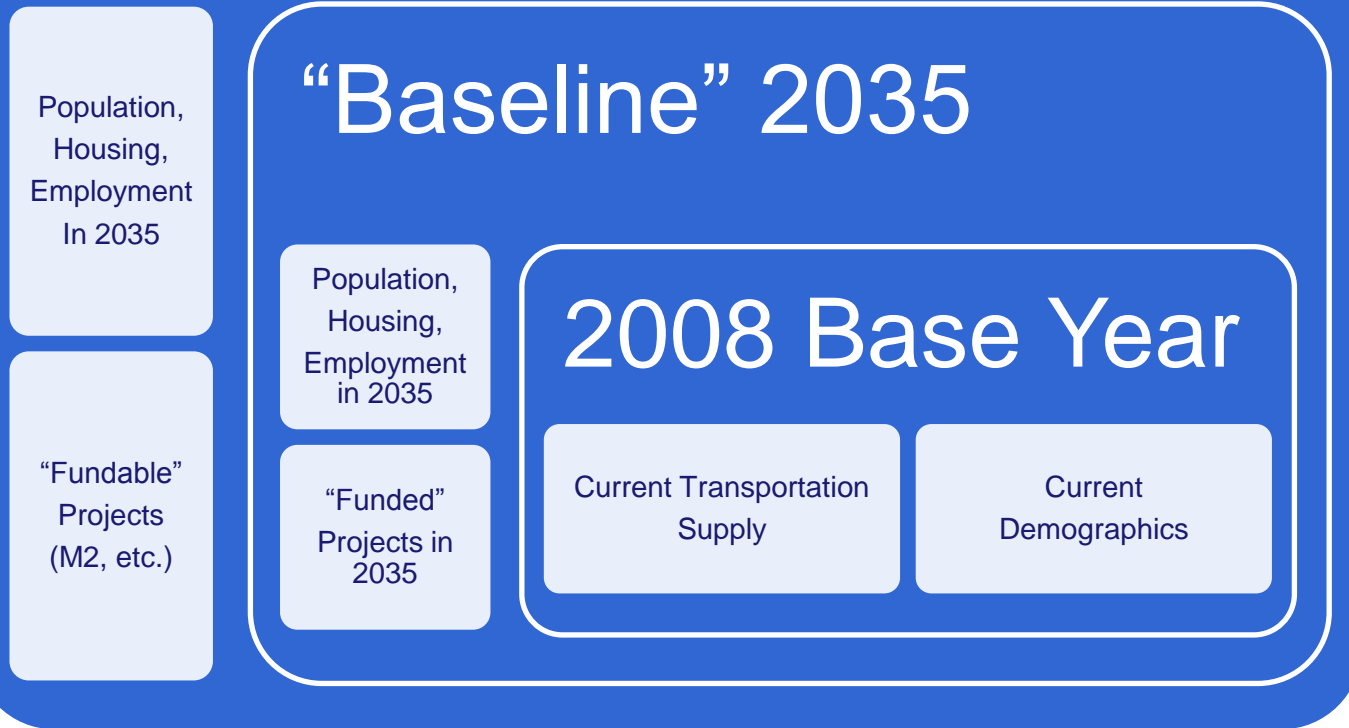 Population,
Housing,
Employment
In 2035
“Fundable”
Projects
(M2, etc.)
“Baseline” 2035
Population,
Housing,
Employment
in 2035
“Funded”
Projects in
2035
2008 Base Year
Current Transportation
Supply
Current
Demographics